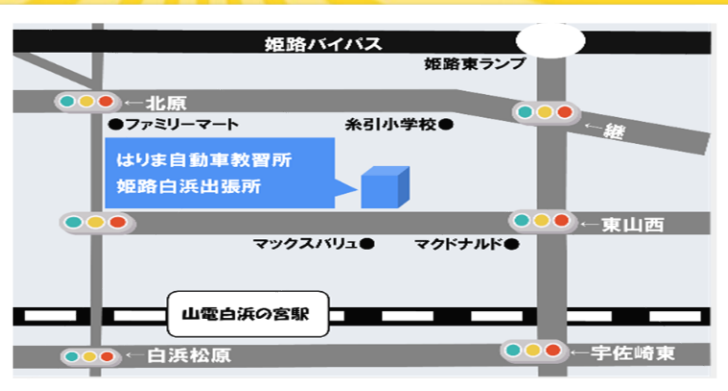 姫路バイパス
姫路東ランプ
←北原
●ファミリーマート
糸引小学校●
←継
はりま自動車教習所
姫路白浜出張所
←東山西
マックスバリュ●
マクドナルド●
山電白浜の宮駅
←白浜松原
←宇佐崎東